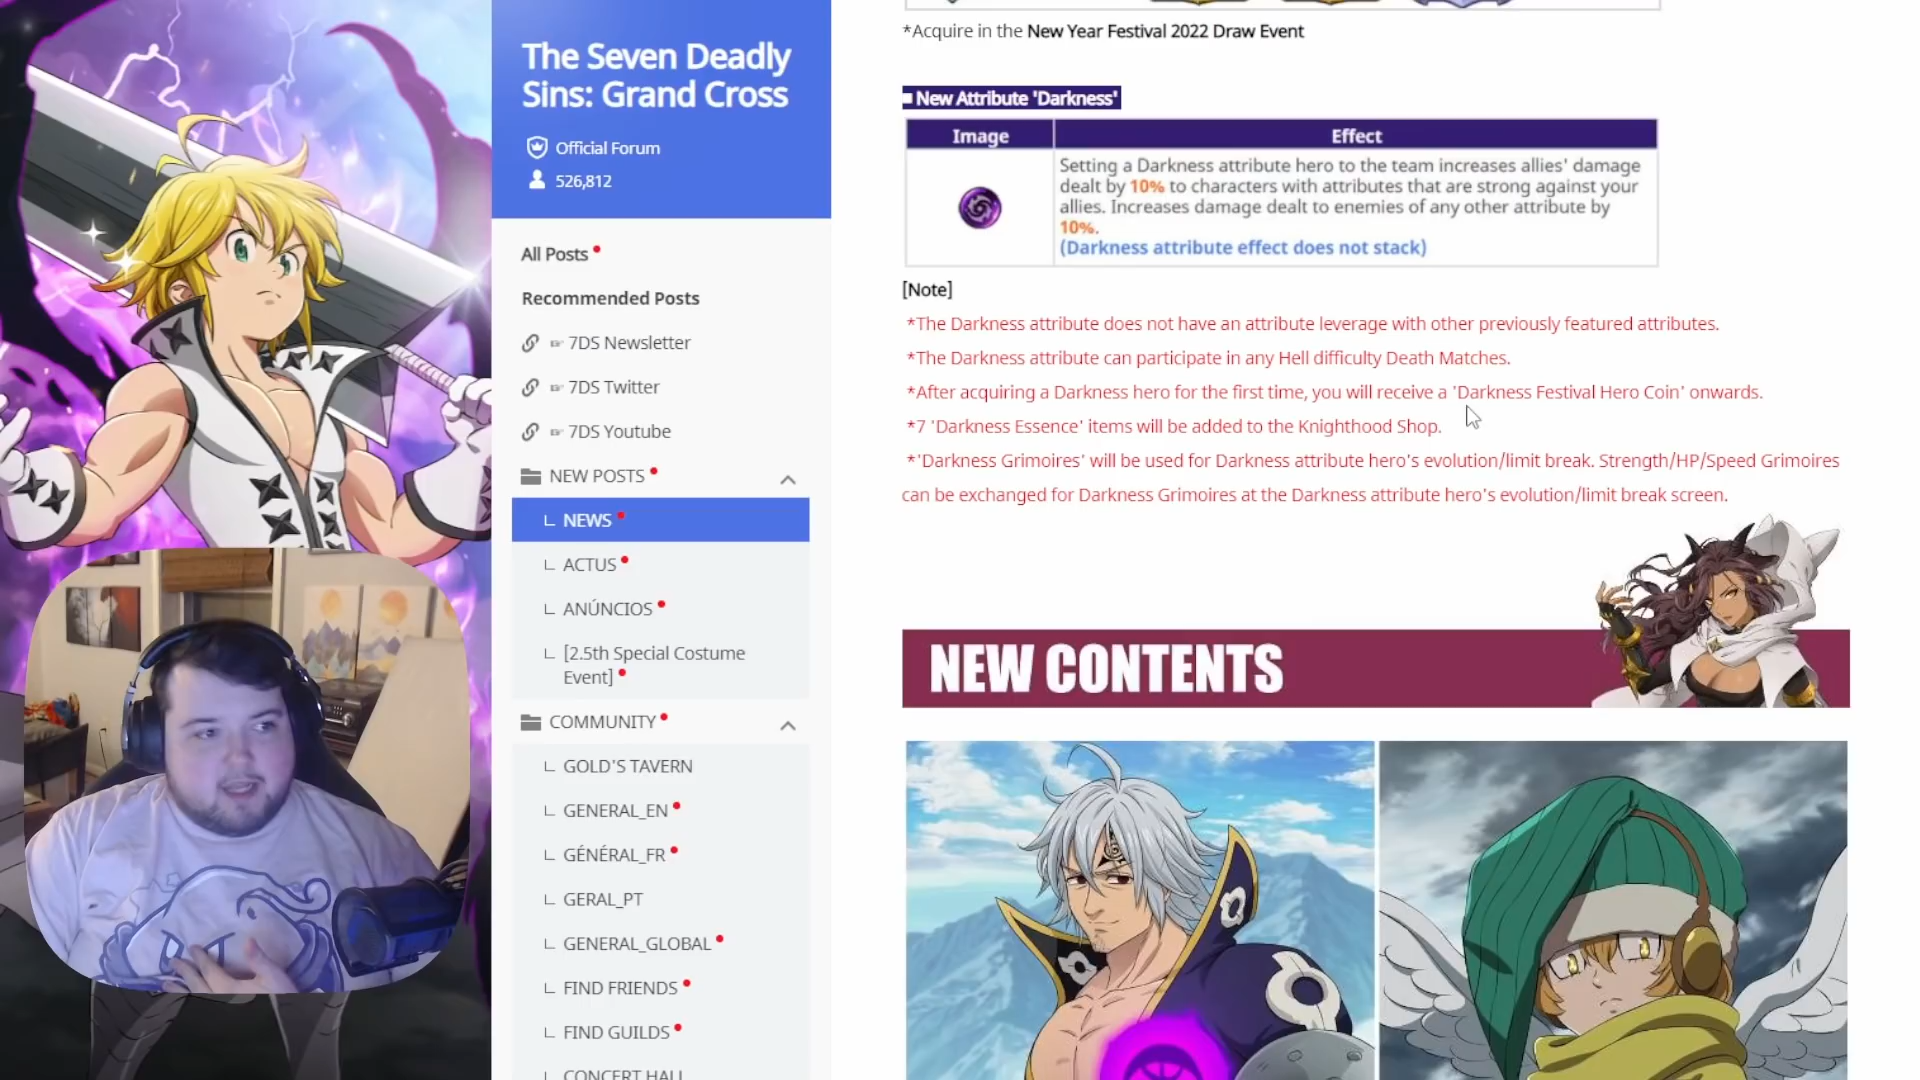 The Seven Deadly
Sins: Grand Cross
Official Forum
526,812
All Posts
Recommended Posts
☞ 7DS Newsletter
☞ 7DS Twitter
☞ 7DS Youtube
NEW POSTS
NEWS
ACTUS
ANÚNCIOS
[2.5th Special Costume
Event]
COMMUNITY
GOLD'S TAVERN
GENERAL_EN
GÉNÉRAL_FR
GERAL_PT
GENERAL_GLOBAL
FIND FRIENDS
FIND GUILDS
CONCERT HALL
*Acquire in the New Year Festival 2022 Draw Event
■ New Attribute 'Darkness'
Image Effect
Setting a Darkness attribute hero to the team increases allies' damage
dealt by 10% to characters with attributes that are strong against your
allies. Increases damage dealt to enemies of any other attribute by
10%.
(Darkness attribute effect does not stack)
[Note]
*The Darkness attribute does not have an attribute leverage with other previously featured attributes.
*The Darkness attribute can participate in any Hell difficulty Death Matches.
*After acquiring a Darkness hero for the first time, you will receive a 'Darkness Festival Hero Coin' onwards.
*7 'Darkness Essence' items will be added to the Knighthood Shop.
*'Darkness Grimoires' will be used for Darkness attribute hero's evolution/limit break. Strength/HP/Speed Grimoires
can be exchanged for Darkness Grimoires at the Darkness attribute hero's evolution/limit break screen.
NEW CONTENTS